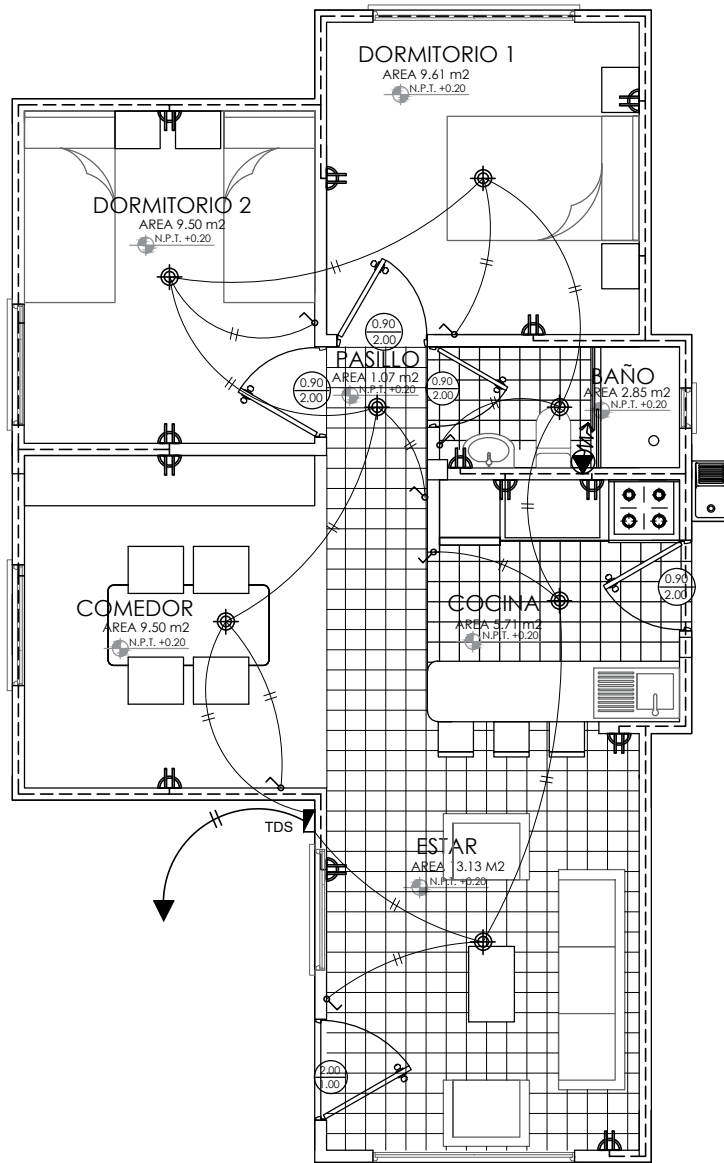 DORMITORIO 1
AREA 9.61 m2
N.P.T. +0.20
DORMITORIO 2
AREA 9.50 m2
N.P.T. +0.20
0.90
2.00
PASILLO
AREA 1.07 m2
N.P.T. +0.20
0.90
2.00
0.90
2.00
BAÑO
AREA 2.85 m2
N.P.T. +0.20
COMEDOR
AREA 9.50 m2
N.P.T. +0.20
COCINA
AREA 5.71 m2
N.P.T. +0.20
0.90
2.00
TDS
ESTAR
AREA 13.13 M2
N.P.T. +0.20
2.00
1.00